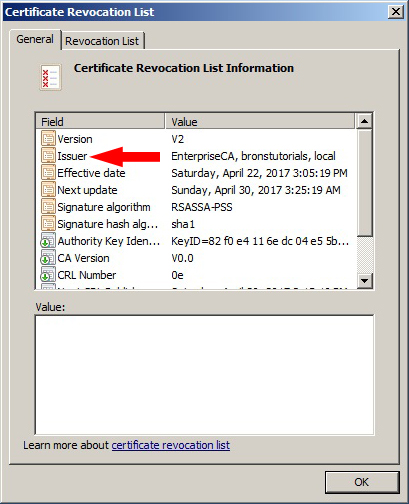 Certificate Revocation List
General
Revocation List
Certificate Revocation List Information
Field Value
Version V2
Issuer EnterpriseCA, bronstutorials, local
Effective date Saturday, April 22, 2017 3:05:19 PM
Next update Sunday, April 30, 2017 3:25:19 AM
Signature algorithm RSASSA-PSS
Signature hash alg... sha1
Authority Key Iden... KeyID=82 f0 e4 11 6e dc 04 e5 5b...
CA Version V0.0
CRL Number 0e
Value:
Learn more about certificate revocation list
OK